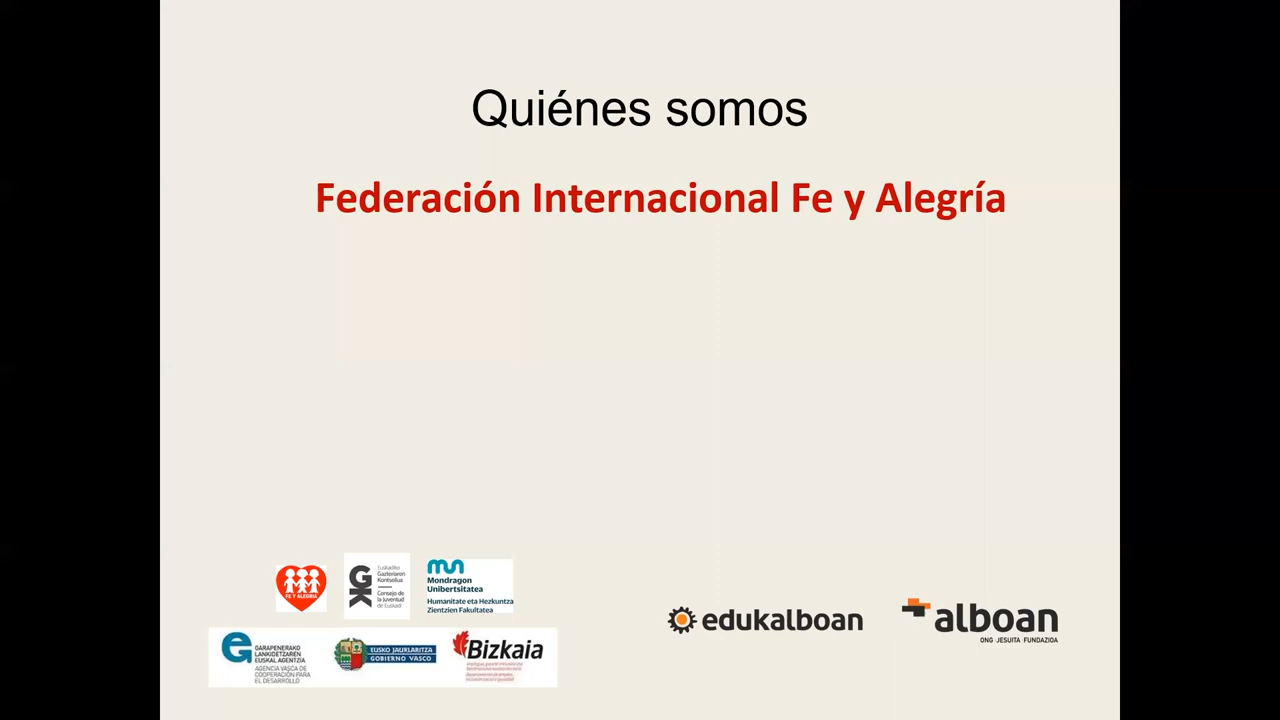 Quiénes somos
Federación Internacional Fe y Alegría
FE Y ALEGRIA
GK
Euskadiko
Gazteriaren
Kontseilua
Consejo de
la Juventud
de Euskadi
Mondragon
Unibertsitatea
Humanitate eta Hezkuntza
Zientzien Fakultatea
edukalboan
alboan
ONG JESUITA FUNDAZIOA
GARAPENERAKO
LANKIDETZAREN
EUSKAL AGENTZIA
AGENCIA VASCA DE
COOPERACIÓN PARA
EL DESARROLLO
EUSKO JAURLARITZA
GOBIERNO VASCO
Bizkaia